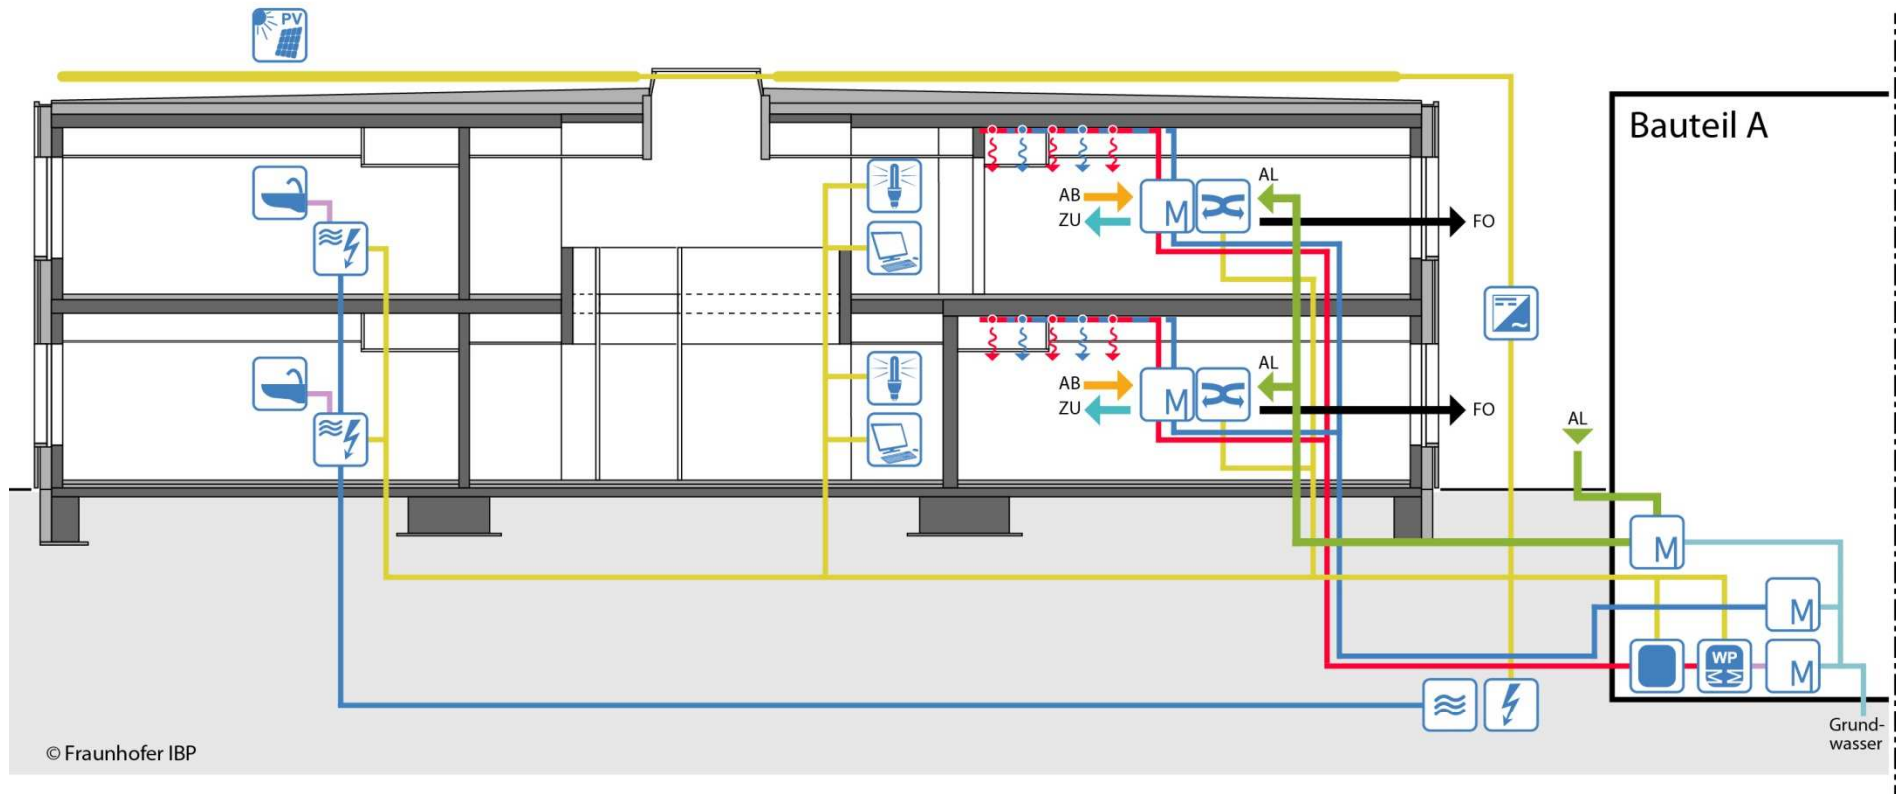 PV
Bauteil A
AL
AB
M
ZU
FO
AL
AB
M
ZU
FO
AL
M
M
WP
M
Grund-
wasser
© Fraunhofer IBP